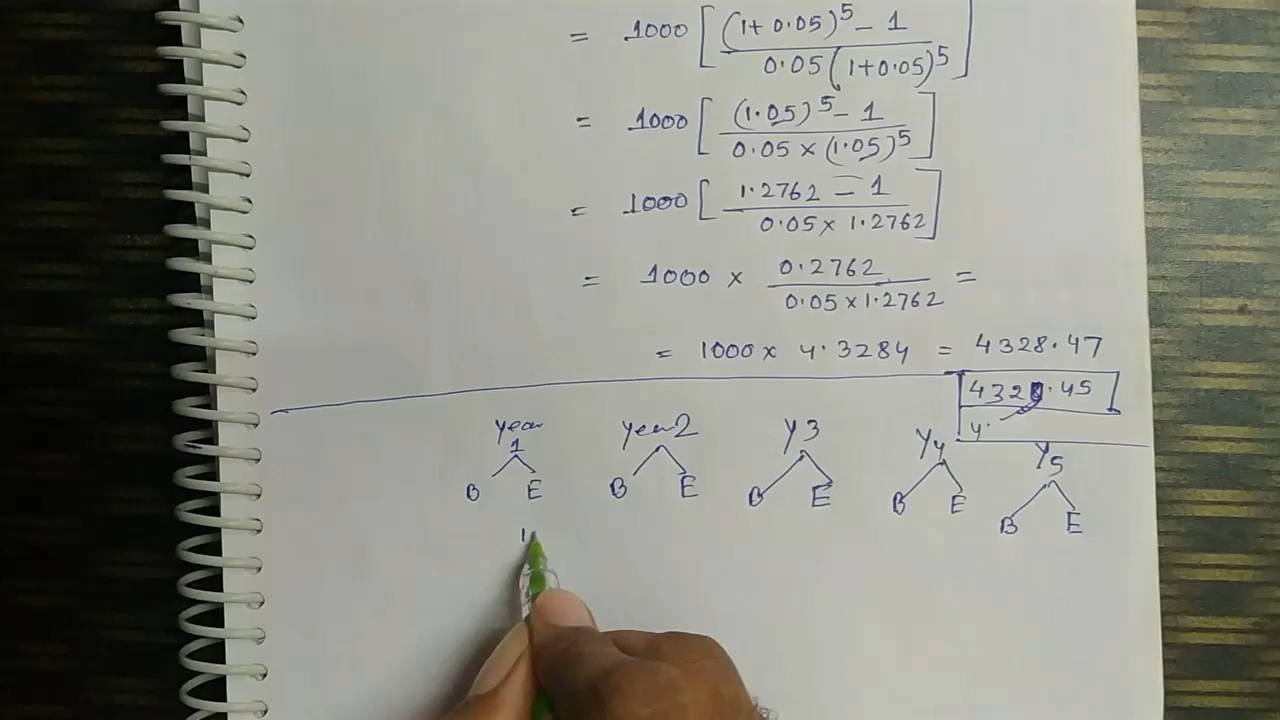 = 1000 [ (1+0.05)^5 - 1 / 0.05 (1+0.05)^5 ]
= 1000 [ (1.05)^5 - 1 / 0.05 × (1.05)^5 ]
= 1000 [ 1.2762 - 1 / 0.05 × 1.2762 ]
= 1000 × 0.2762 / 0.05 × 1.2762 =
= 1000 × 4.3284 = 4328.47
4328.45
4.
year 1 year 2 Y3 Y4 Y5
B E B E B E B E B E
1